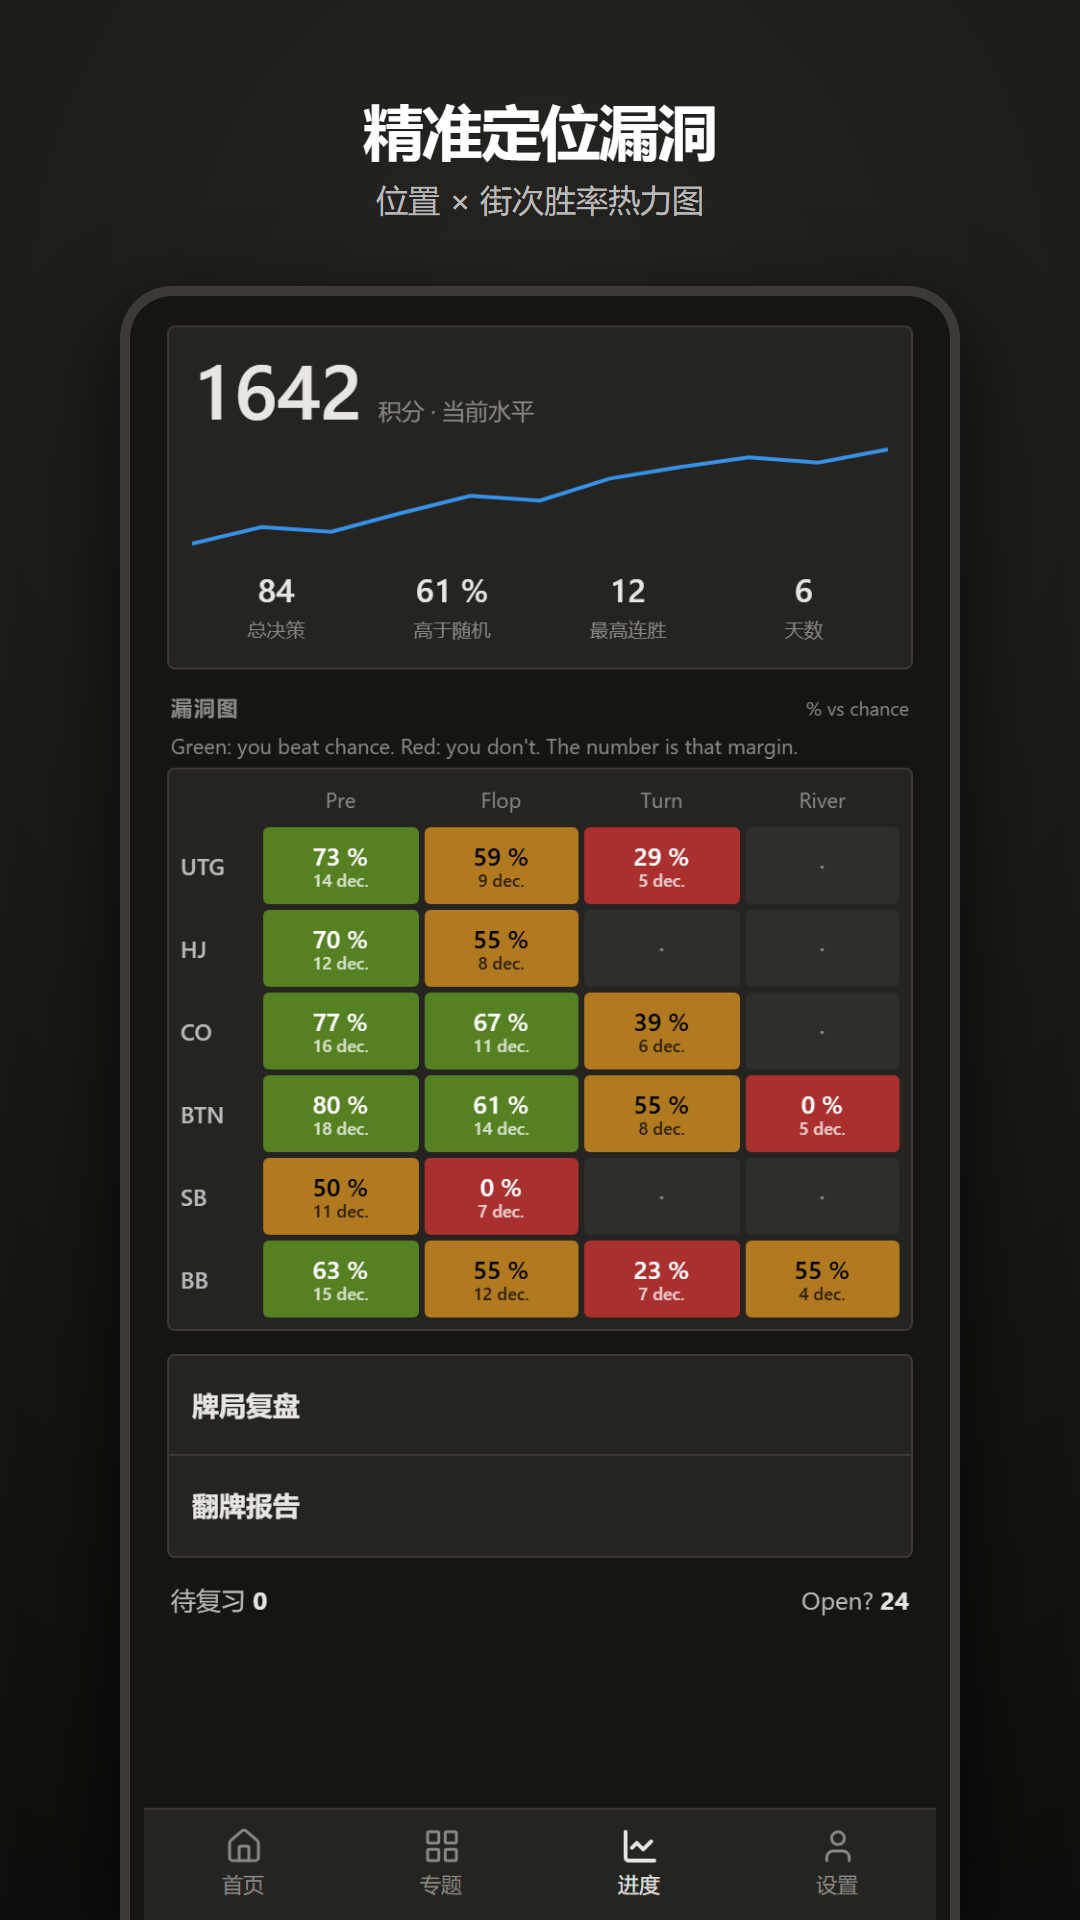 精准定位漏洞
位置 × 街次胜率热力图
1642 积分 · 当前水平
84 61 % 12 6
总决策 高于随机 最高连胜 天数
漏洞图 % vs chance
Green: you beat chance. Red: you don't. The number is that margin.
Pre Flop Turn River
UTG 73 % 59 % 29 % ·
14 dec. 9 dec. 5 dec.
HJ 70 % 55 % · ·
12 dec. 8 dec.
CO 77 % 67 % 39 % ·
16 dec. 11 dec. 6 dec.
BTN 80 % 61 % 55 % 0 %
18 dec. 14 dec. 8 dec. 5 dec.
SB 50 % 0 % · ·
11 dec. 7 dec.
BB 63 % 55 % 23 % 55 %
15 dec. 12 dec. 7 dec. 4 dec.
牌局复盘
翻牌报告
待复习 0 Open? 24
首页 专题 进度 设置